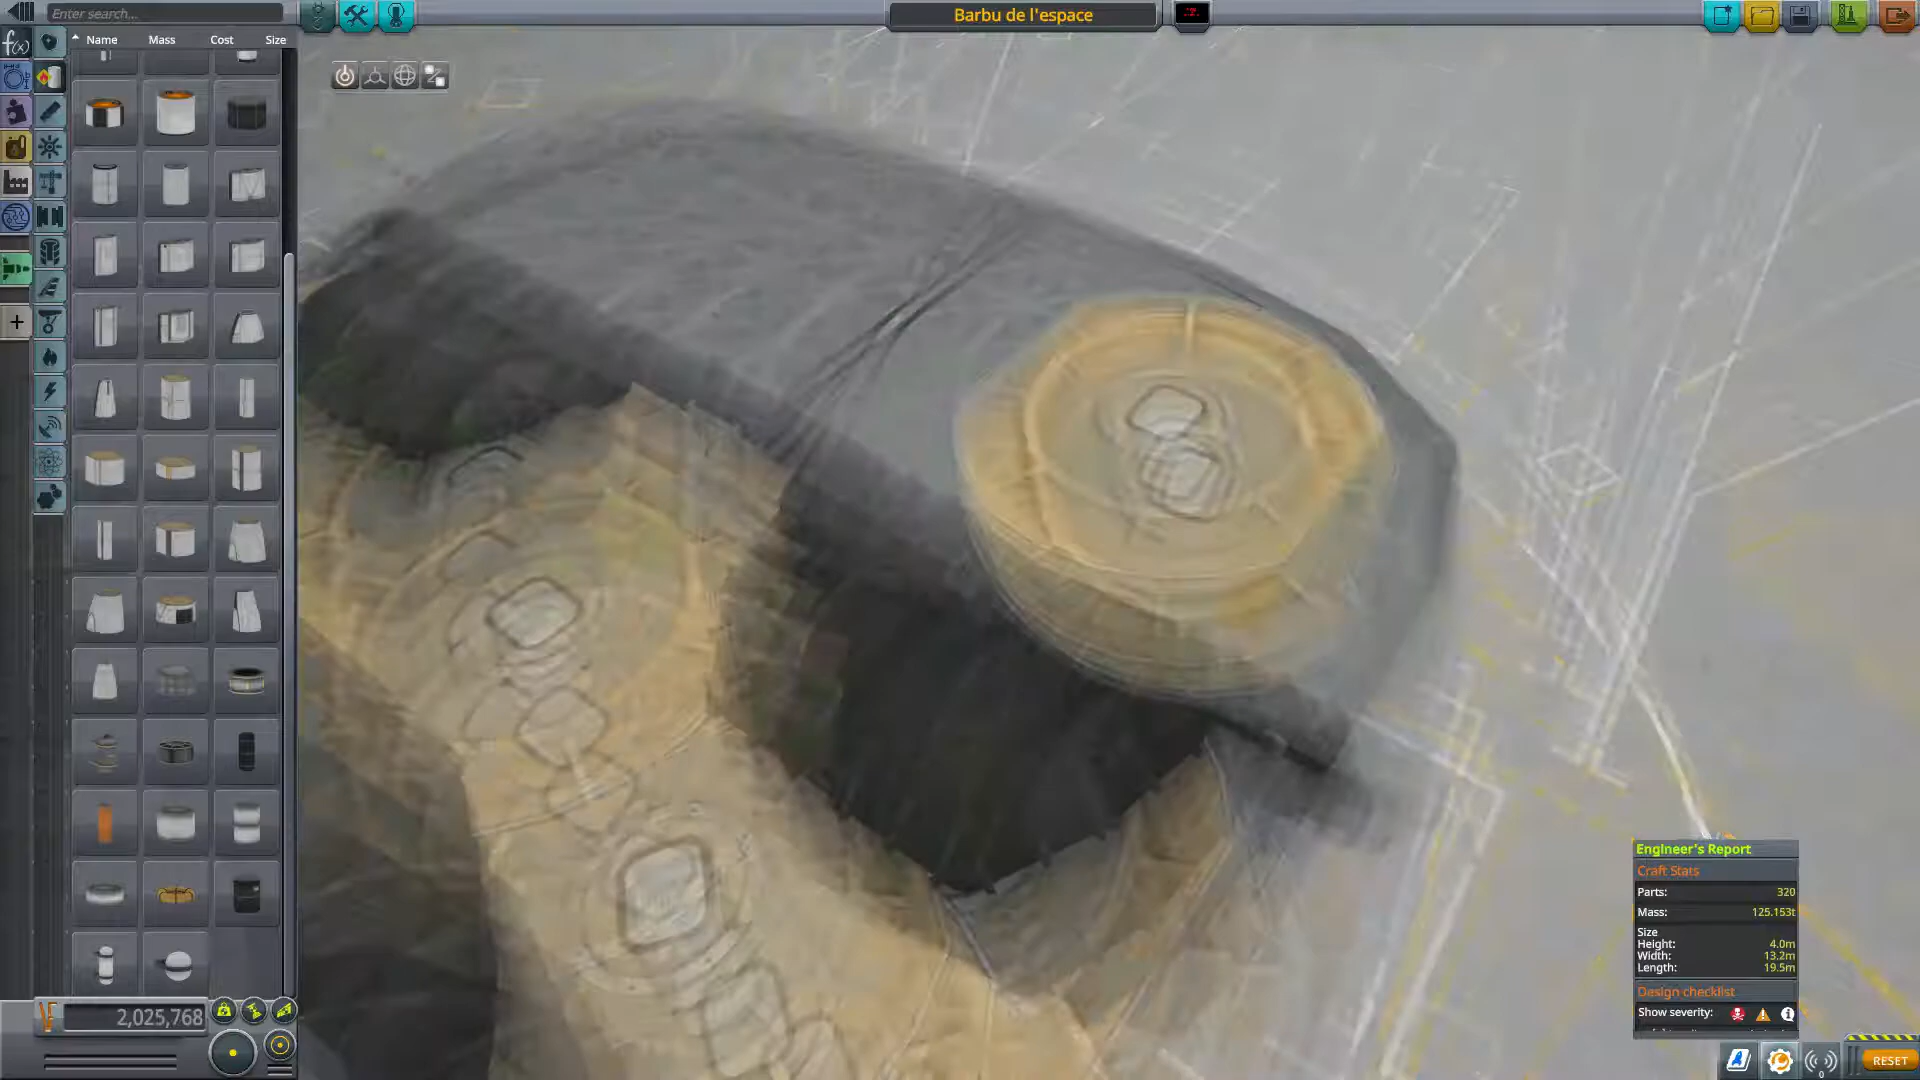 Enter search...
Barbu de l'espace
Name Mass Cost Size
Engineer's Report
Craft Stats
Parts: 320
Mass: 125.153t
Size
Height: 4.0m
Width: 13.2m
Length: 19.5m
Design checklist
Show severity:
2,025,768
0
RESET